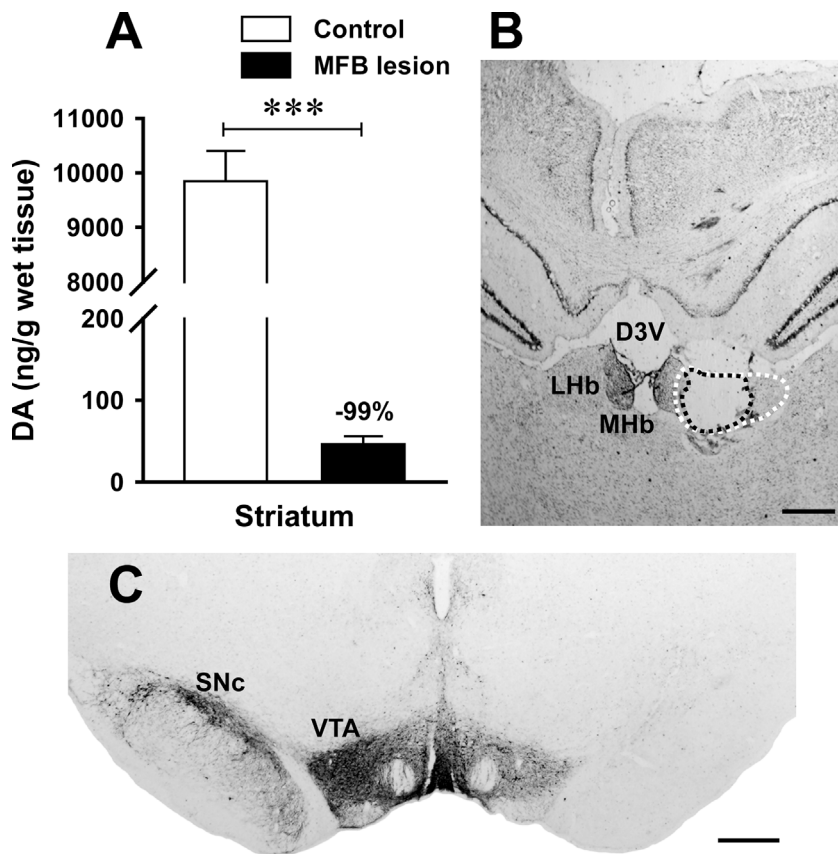 A
Control
MFB lesion
B
***
DA (ng/g wet tissue)
11000
10000
9000
8000
200
100
0
-99%
Striatum
D3V
LHb
MHb
C
SNc
VTA